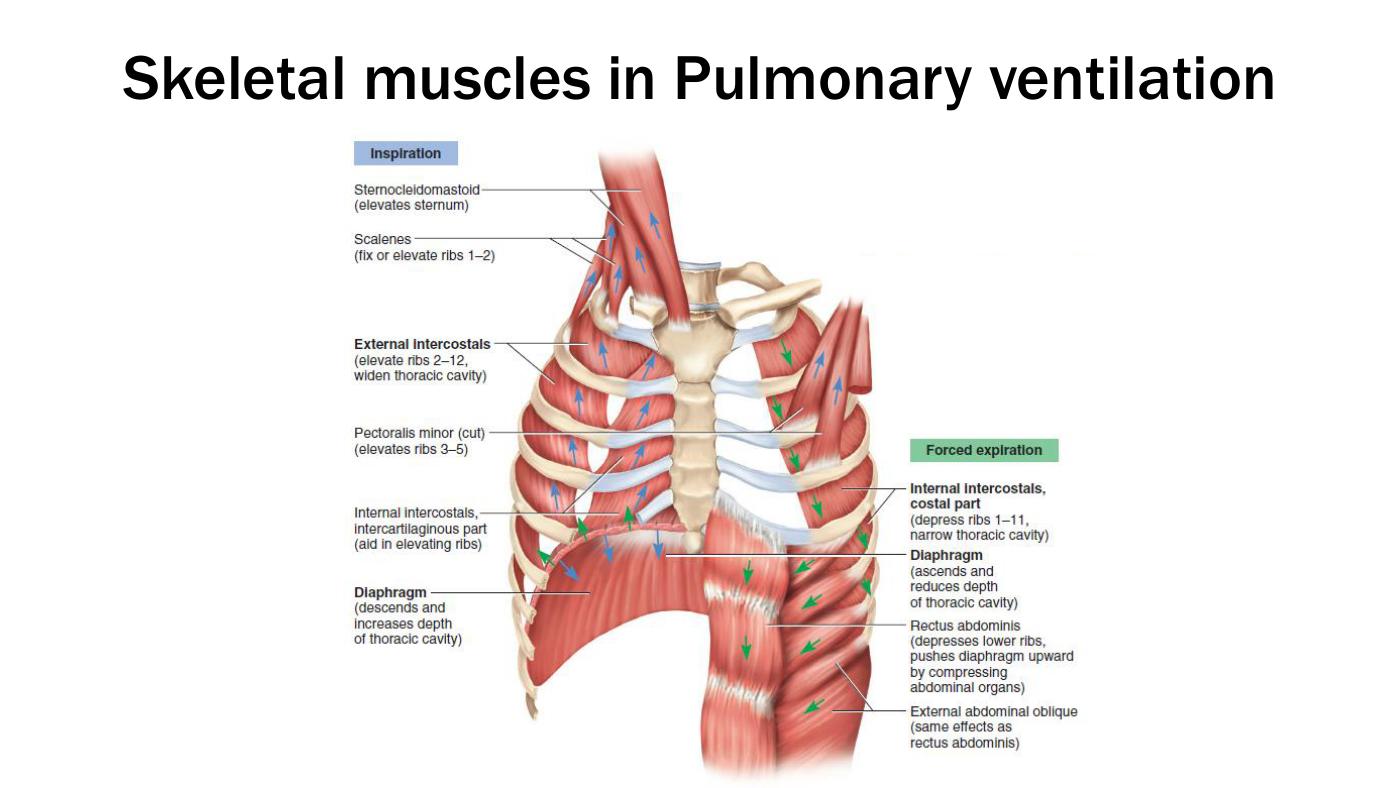 Skeletal muscles in Pulmonary ventilation
Inspiration
Sternocleidomastoid
(elevates sternum)
Scalenes
(fix or elevate ribs 1–2)
External intercostals
(elevate ribs 2–12,
widen thoracic cavity)
Pectoralis minor (cut)
(elevates ribs 3–5)
Internal intercostals,
intercartilaginous part
(aid in elevating ribs)
Diaphragm
(descends and
increases depth
of thoracic cavity)
Forced expiration
Internal intercostals,
costal part
(depress ribs 1–11,
narrow thoracic cavity)
Diaphragm
(ascends and
reduces depth
of thoracic cavity)
Rectus abdominis
(depresses lower ribs,
pushes diaphragm upward
by compressing
abdominal organs)
External abdominal oblique
(same effects as
rectus abdominis)